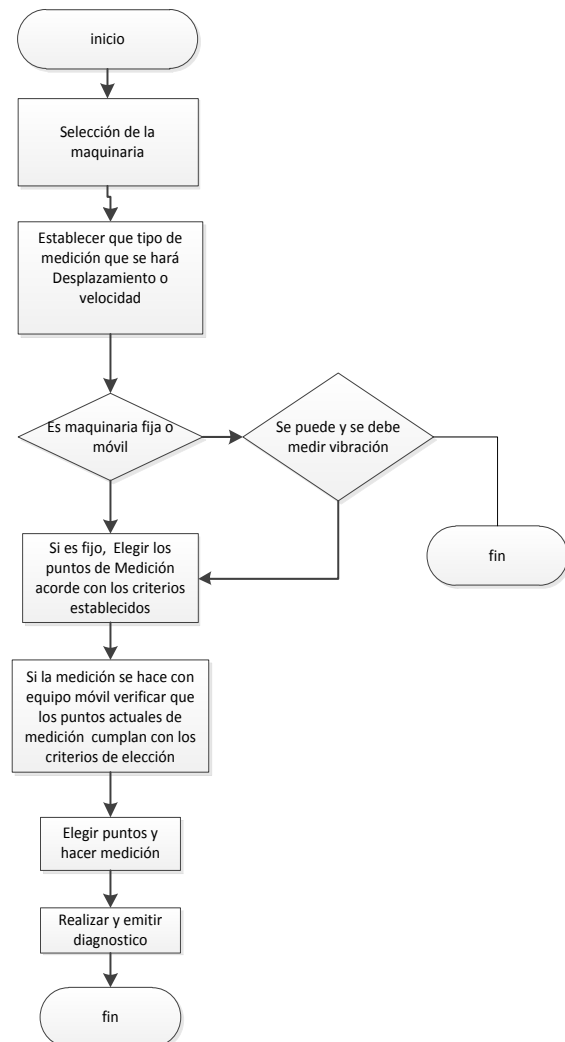 inicio
Selección de la
maquinaria
Establecer que tipo de
medición que se hará
Desplazamiento o
velocidad
Es maquinaria fija o
móvil
Se puede y se debe
medir vibración
Si es fijo, Elegir los
puntos de Medición
acorde con los criterios
establecidos
fin
Si la medición se hace con
equipo móvil verificar que
los puntos actuales de
medición cumplan con los
criterios de elección
Elegir puntos y
hacer medición
Realizar y emitir
diagnostico
fin